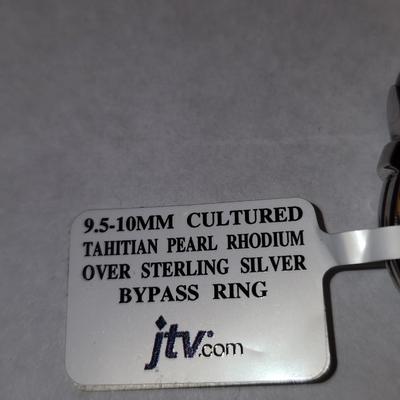 9.5-10MM CULTURED
TAHITIAN PEARL RHODIUM
OVER STERLING SILVER
BYPASS RING
jtv.com